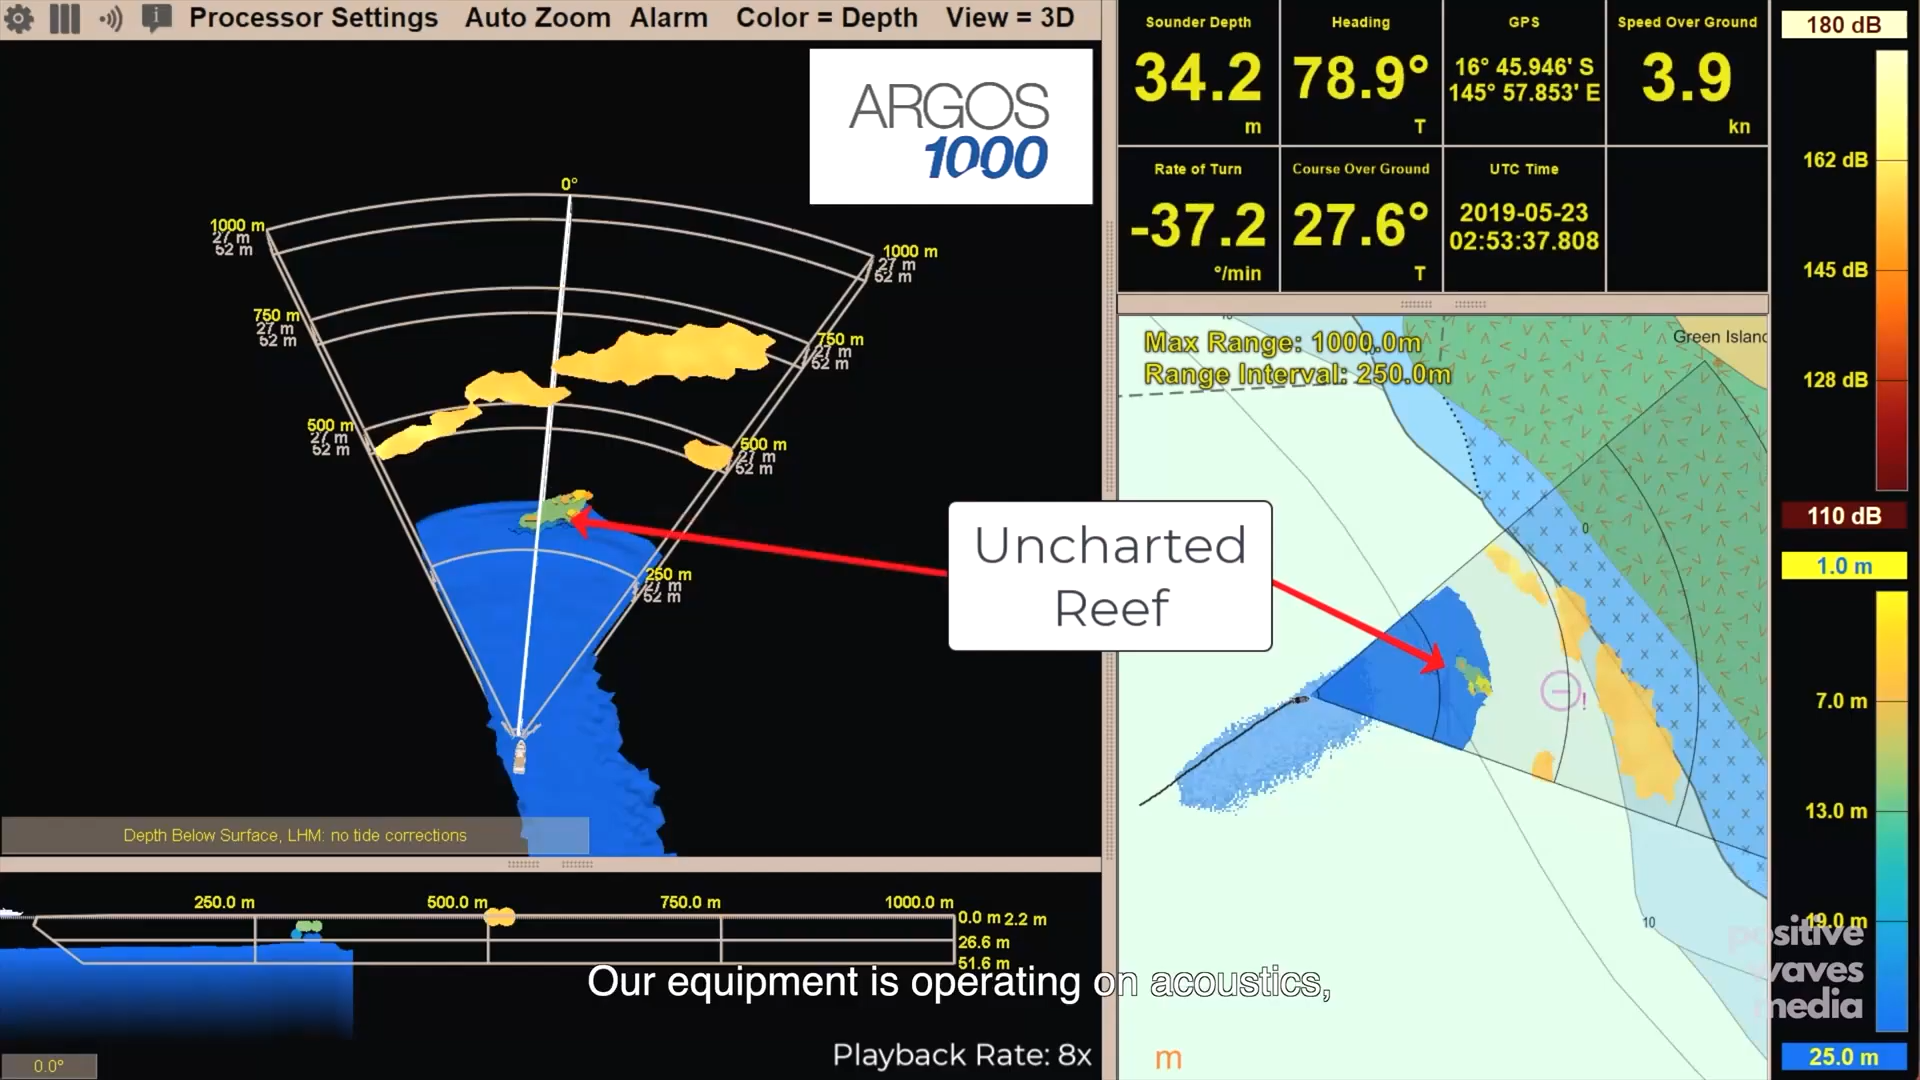 Processor Settings Auto Zoom Alarm Color = Depth View = 3D
ARGOS
1000
0°
1000 m
27 m
52 m
1000 m
27 m
52 m
750 m
27 m
52 m
750 m
27 m
52 m
500 m
27 m
52 m
500 m
27 m
52 m
250 m
27 m
52 m
Depth Below Surface, LHM: no tide corrections
250.0 m 500.0 m 750.0 m 1000.0 m
0.0 m 2.2 m
26.6 m
51.6 m
0.0°
Uncharted
Reef
Sounder Depth
34.2
m
Heading
78.9°
T
GPS
16° 45.946' S
145° 57.853' E
Speed Over Ground
3.9
kn
Rate of Turn
-37.2
°/min
Course Over Ground
27.6°
T
UTC Time
2019-05-23
02:53:37.808
Max Range: 1000.0m
Range Interval: 250.0m
Green Island
0
10
m
180 dB
162 dB
145 dB
128 dB
110 dB
1.0 m
7.0 m
13.0 m
19.0 m
25.0 m
positive
waves
media
Our equipment is operating on acoustics,
Playback Rate: 8x